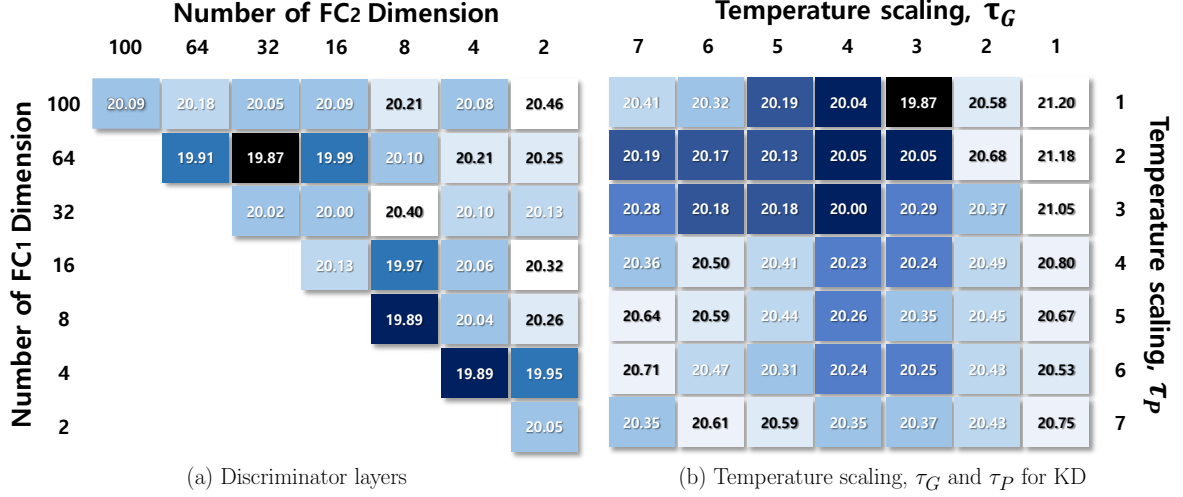 Number of FC2 Dimension
100 64 32 16 8 4 2
Number of FC1 Dimension
100 20.09 20.18 20.05 20.09 20.21 20.08 20.46
64 19.91 19.87 19.99 20.10 20.21 20.25
32 20.02 20.00 20.40 20.10 20.13
16 20.13 19.97 20.06 20.32
8 19.89 20.04 20.26
4 19.89 19.95
2 20.05
(a) Discriminator layers
Temperature scaling, τG
7 6 5 4 3 2 1
20.41 20.32 20.19 20.04 19.87 20.58 21.20 1
20.19 20.17 20.13 20.05 20.05 20.68 21.18 2
20.28 20.18 20.18 20.00 20.29 20.37 21.05 3
20.36 20.50 20.41 20.23 20.24 20.49 20.80 4
20.64 20.59 20.44 20.26 20.35 20.45 20.67 5
20.71 20.47 20.31 20.24 20.25 20.43 20.53 6
20.35 20.61 20.59 20.35 20.37 20.43 20.75 7
Temperature scaling, τP
(b) Temperature scaling, τG and τP for KD